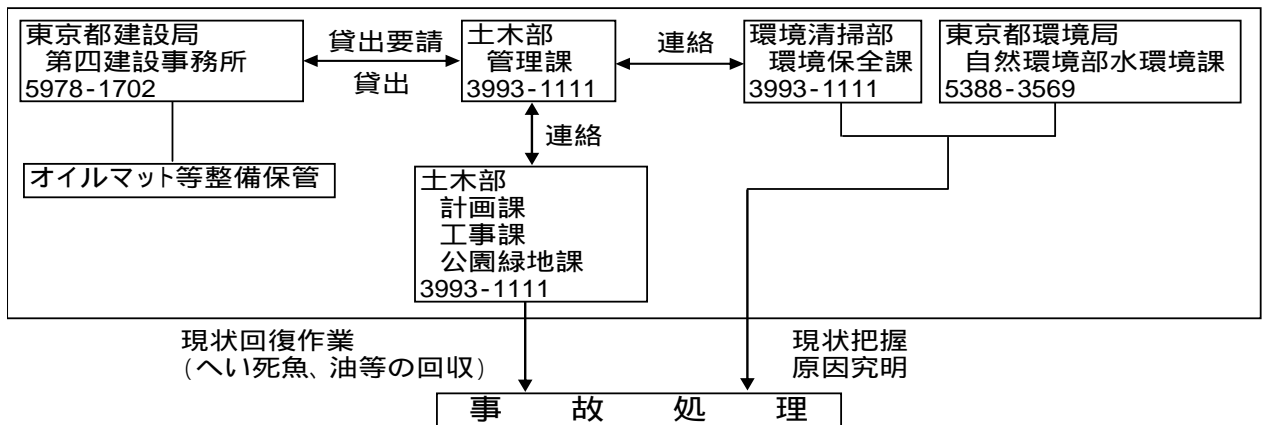 東京都建設局
第四建設事務所
5978-1702
貸出要請
貸出
土木部
管理課
3993-1111
連絡
環境清掃部
環境保全課
3993-1111
東京都環境局
自然環境部水環境課
5388-3569
連絡
オイルマット等整備保管
土木部
計画課
工事課
公園緑地課
3993-1111
現状回復作業
(へい死魚、油等の回収)
現状把握
原因究明
事故処理